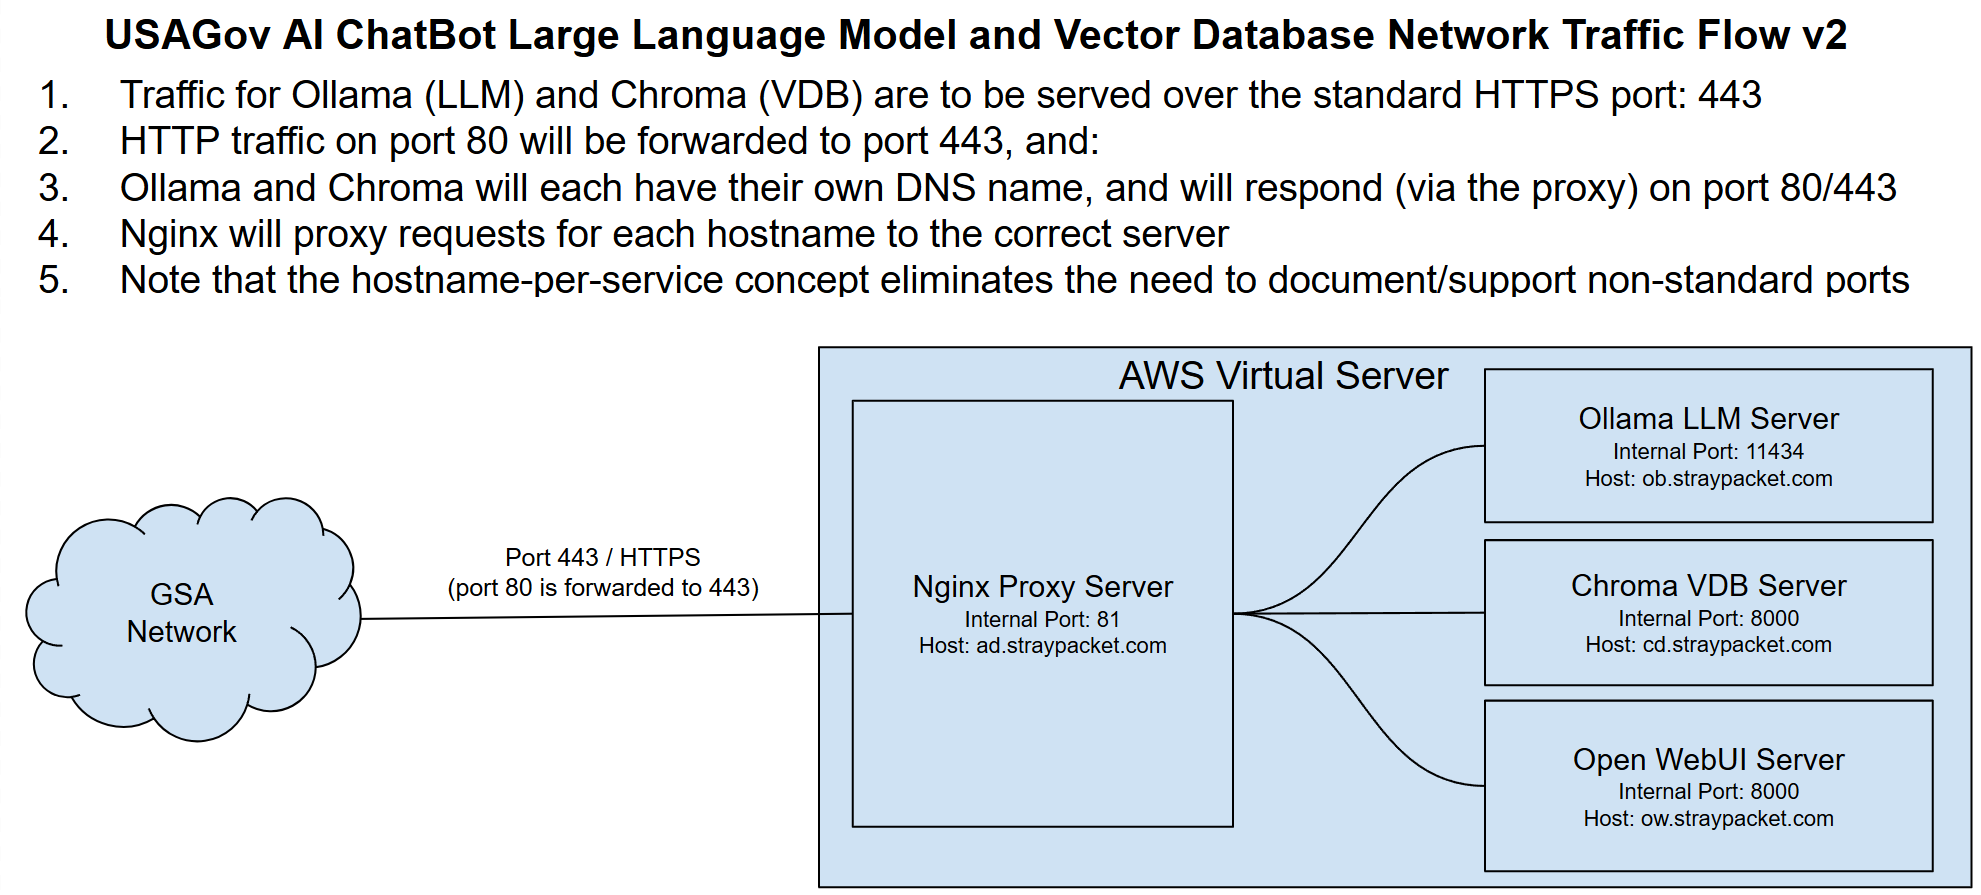 USAGov AI ChatBot Large Language Model and Vector Database Network Traffic Flow v2
1. Traffic for Ollama (LLM) and Chroma (VDB) are to be served over the standard HTTPS port: 443
2. HTTP traffic on port 80 will be forwarded to port 443, and:
3. Ollama and Chroma will each have their own DNS name, and will respond (via the proxy) on port 80/443
4. Nginx will proxy requests for each hostname to the correct server
5. Note that the hostname-per-service concept eliminates the need to document/support non-standard ports
GSA
Network
Port 443 / HTTPS
(port 80 is forwarded to 443)
AWS Virtual Server
Nginx Proxy Server
Internal Port: 81
Host: ad.straypacket.com
Ollama LLM Server
Internal Port: 11434
Host: ob.straypacket.com
Chroma VDB Server
Internal Port: 8000
Host: cd.straypacket.com
Open WebUI Server
Internal Port: 8000
Host: ow.straypacket.com